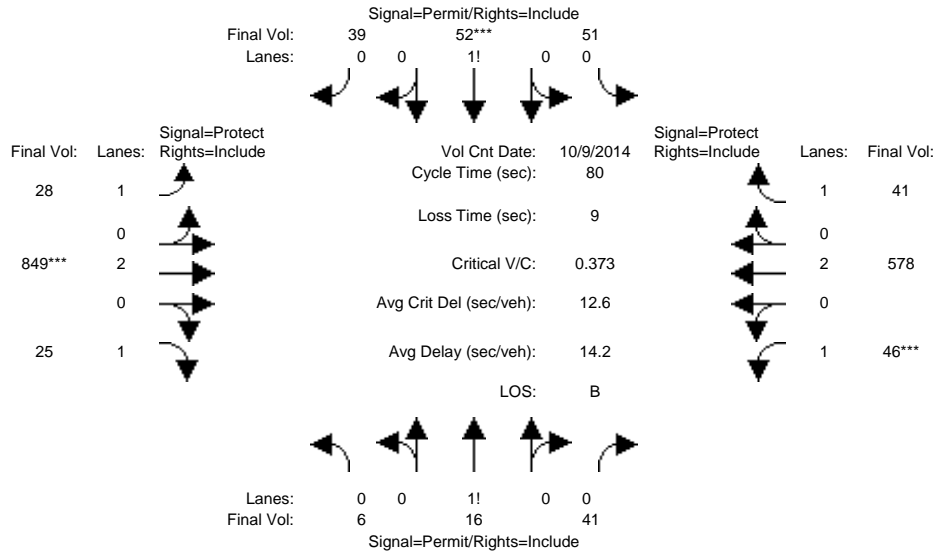 Signal=Permit/Rights=Include
Final Vol: 39 52*** 51
Lanes: 0 0 1! 0 0
Signal=Protect Signal=Protect
Final Vol: Lanes: Rights=Include Vol Cnt Date: 10/9/2014 Rights=Include Lanes: Final Vol:
Cycle Time (sec): 80
28 1 1 41
Loss Time (sec): 9
0 0
849*** 2 Critical V/C: 0.373 2 578
0 Avg Crit Del (sec/veh): 12.6 0
25 1 Avg Delay (sec/veh): 14.2 1 46***
LOS: B
Lanes: 0 0 1! 0 0
Final Vol: 6 16 41
Signal=Permit/Rights=Include